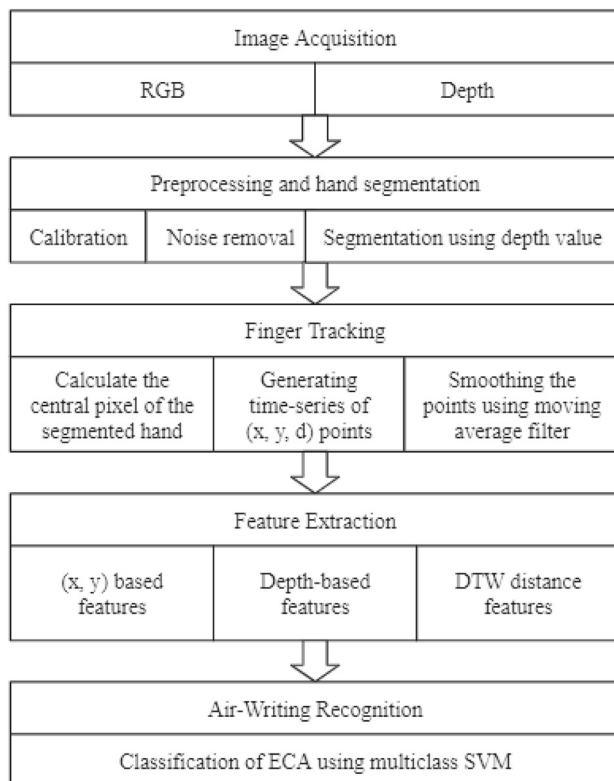 Image Acquisition
RGB Depth
Preprocessing and hand segmentation
Calibration Noise removal Segmentation using depth value
Finger Tracking
Calculate the
central pixel of the
segmented hand
Generating
time-series of
(x, y, d) points
Smoothing the
points using moving
average filter
Feature Extraction
(x, y) based
features
Depth-based
features
DTW distance
features
Air-Writing Recognition
Classification of ECA using multiclass SVM